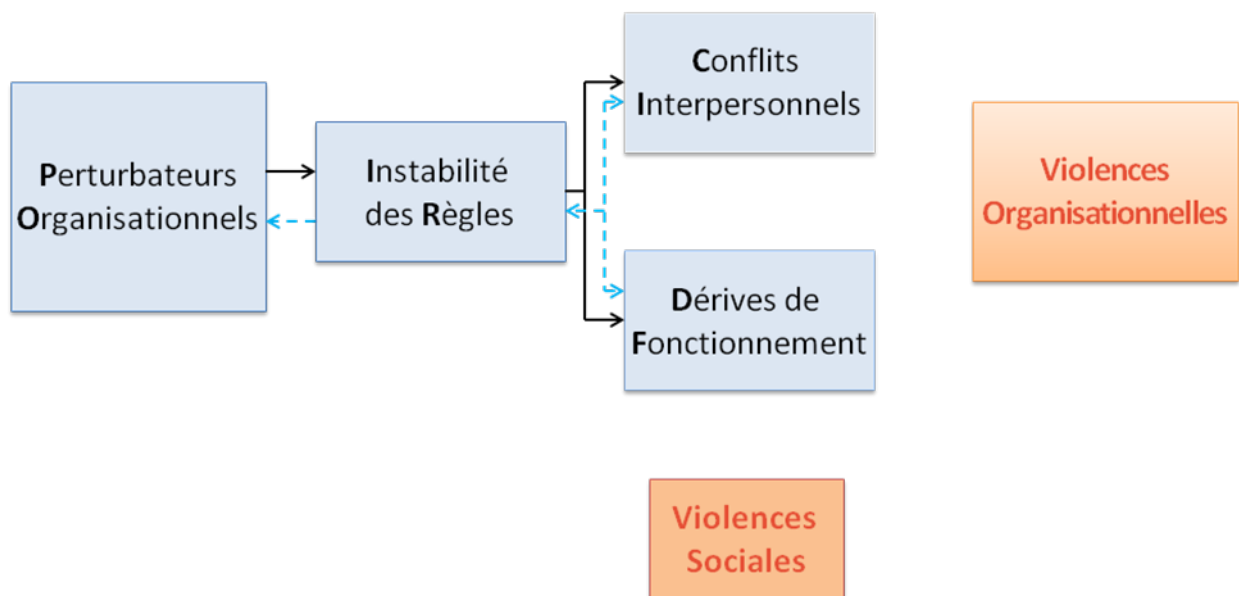 Perturbateurs
Organisationnels
Instabilité
des Règles
Conflits
Interpersonnels
Dérives de
Fonctionnement
Violences
Organisationnelles
Violences
Sociales